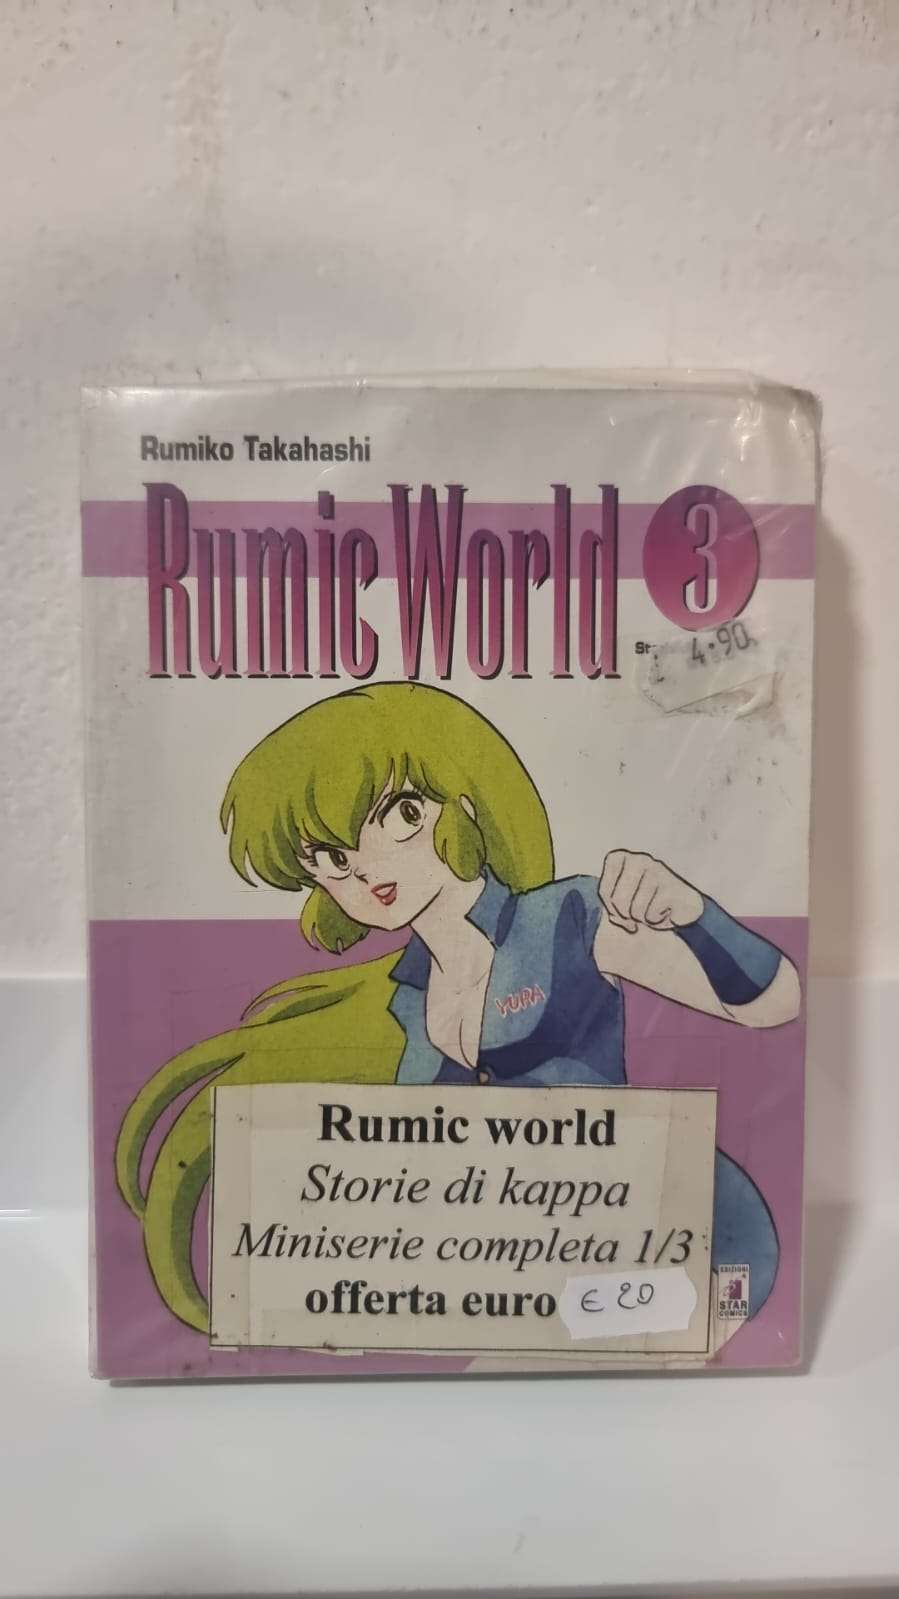 Rumiko Takahashi
Rumic World 3
4.90
YURA
Rumic world
Storie di kappa
Miniserie completa 1/3
offerta euro € 20
EDIZIONI
STAR
COMICS